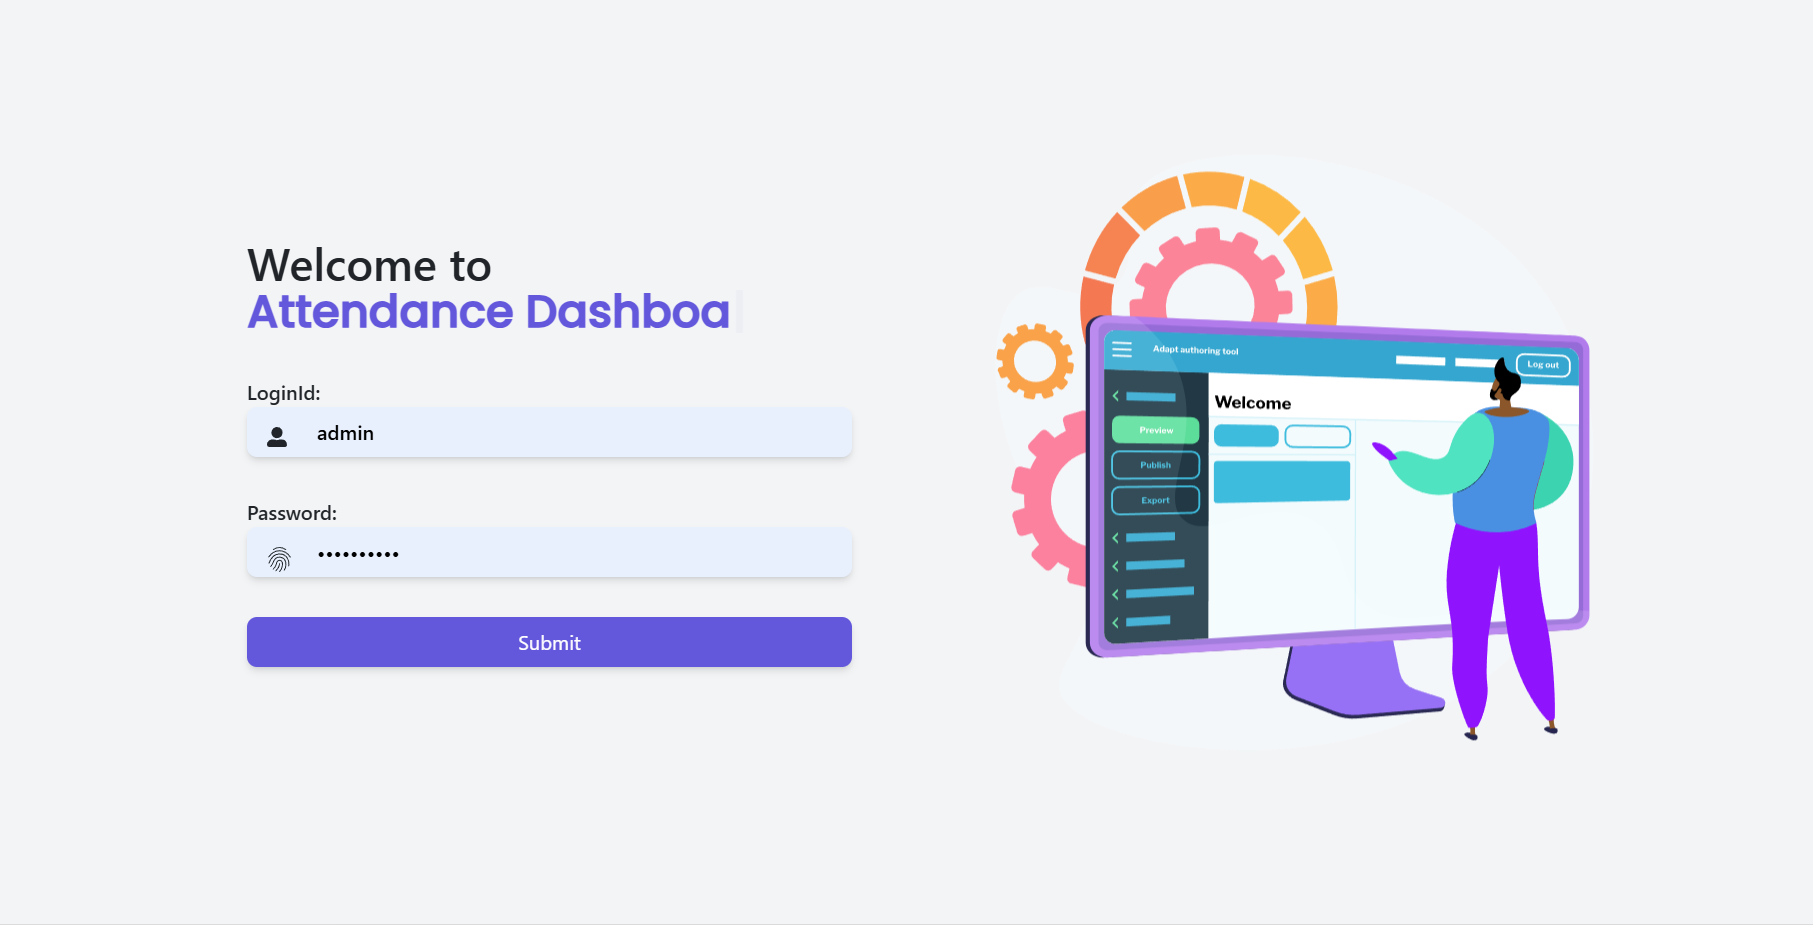 Welcome to
Attendance Dashboa
LoginId:
admin
Password:
••••••••••
Submit
Adapt authoring tool
Log out
Welcome
Preview
Publish
Export